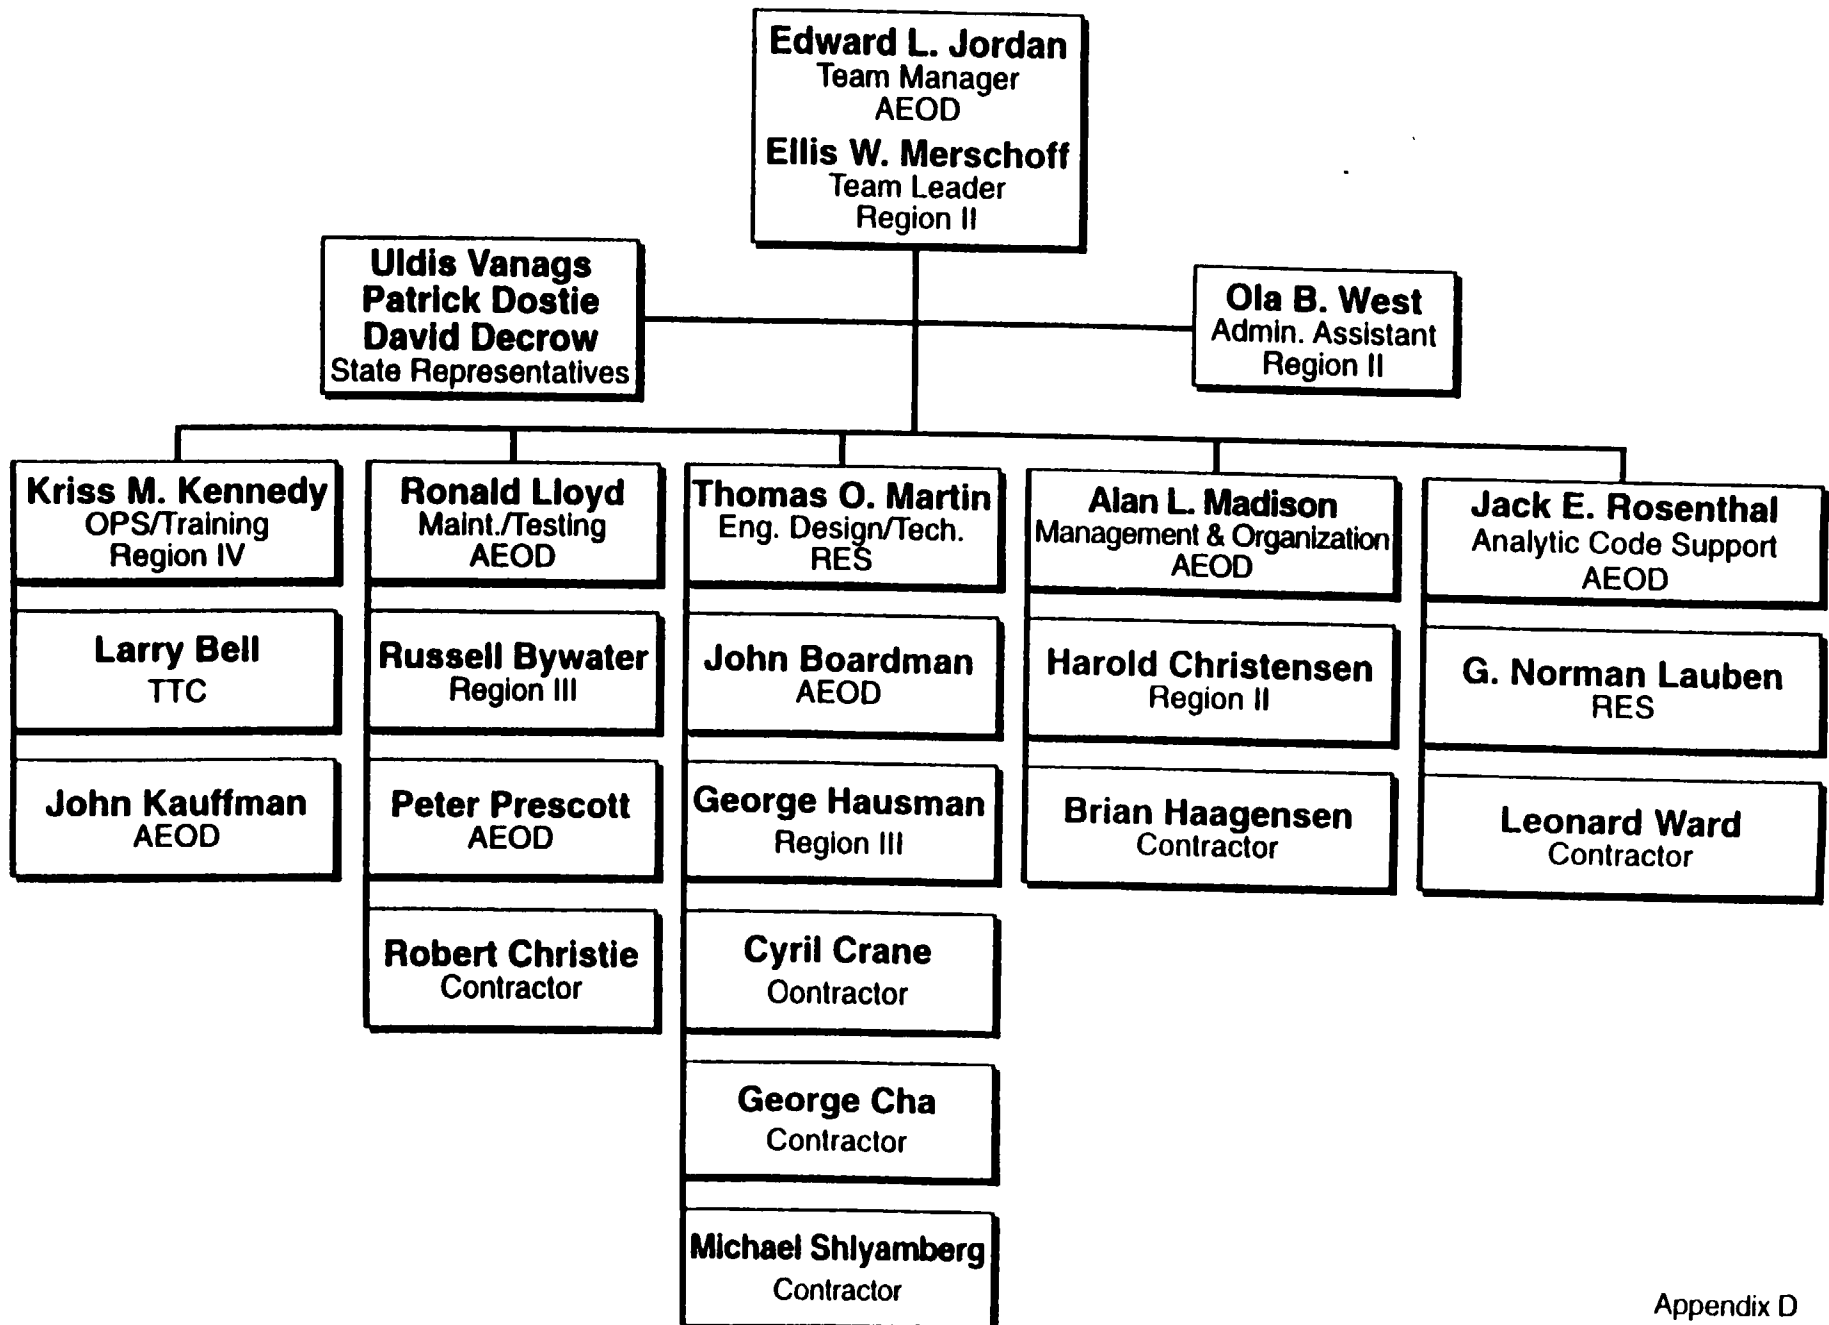 Edward L. Jordan
Team Manager
AEOD
Ellis W. Merschoff
Team Leader
Region II
Uldis Vanags
Patrick Dostie
David Decrow
State Representatives
Ola B. West
Admin. Assistant
Region II
Kriss M. Kennedy
OPS/Training
Region IV
Larry Bell
TTC
John Kauffman
AEOD
Ronald Lloyd
Maint./Testing
AEOD
Russell Bywater
Region III
Peter Prescott
AEOD
Robert Christie
Contractor
Thomas O. Martin
Eng. Design/Tech.
RES
John Boardman
AEOD
George Hausman
Region III
Cyril Crane
Oontractor
George Cha
Contractor
Michael Shlyamberg
Contractor
Alan L. Madison
Management & Organization
AEOD
Harold Christensen
Region II
Brian Haagensen
Contractor
Jack E. Rosenthal
Analytic Code Support
AEOD
G. Norman Lauben
RES
Leonard Ward
Contractor
Appendix D